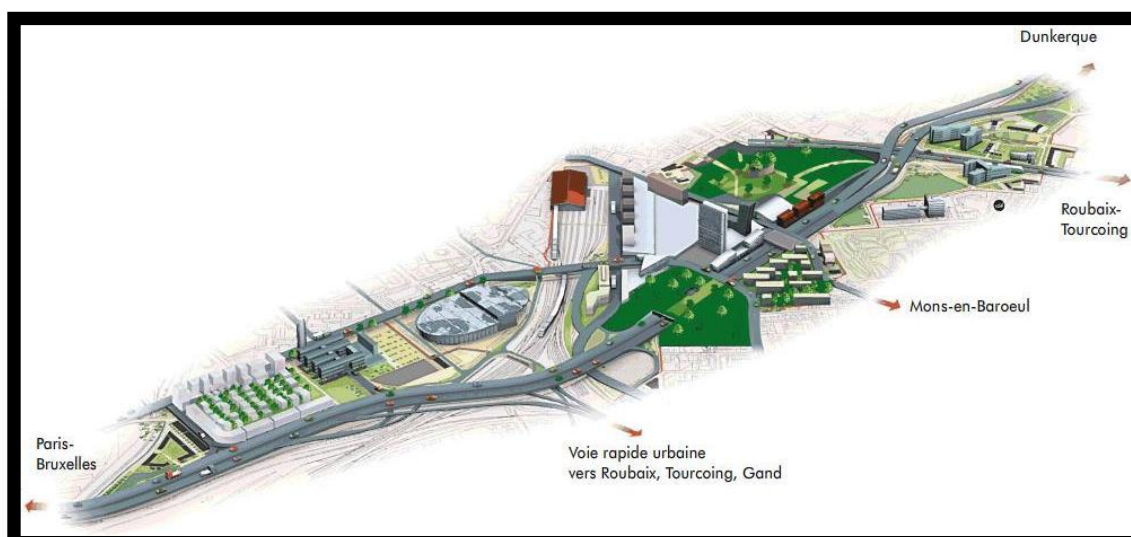 Dunkerque
Roubaix-
Tourcoing
Mons-en-Baroeul
Paris-
Bruxelles
Voie rapide urbaine
vers Roubaix, Tourcoing, Gand